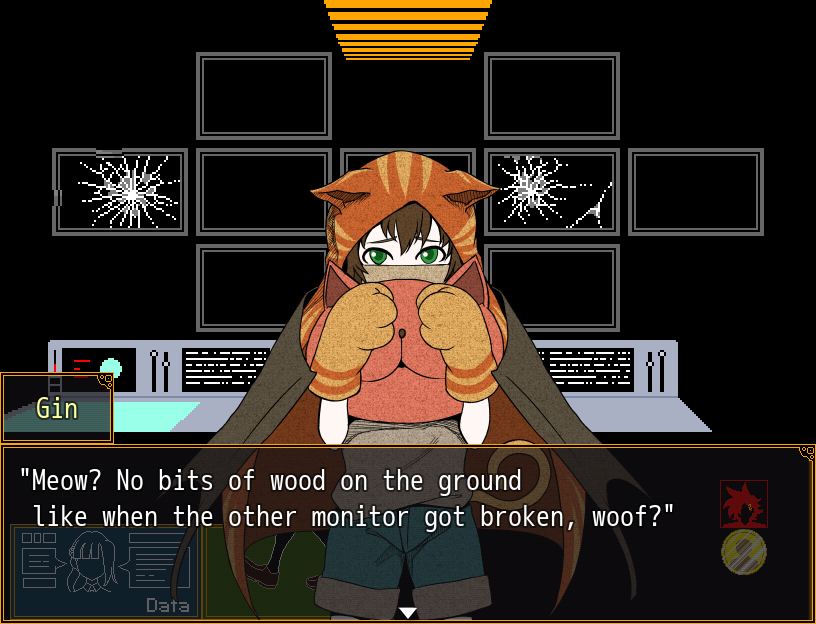 Gin
"Meow? No bits of wood on the ground
like when the other monitor got broken, woof?"
Data